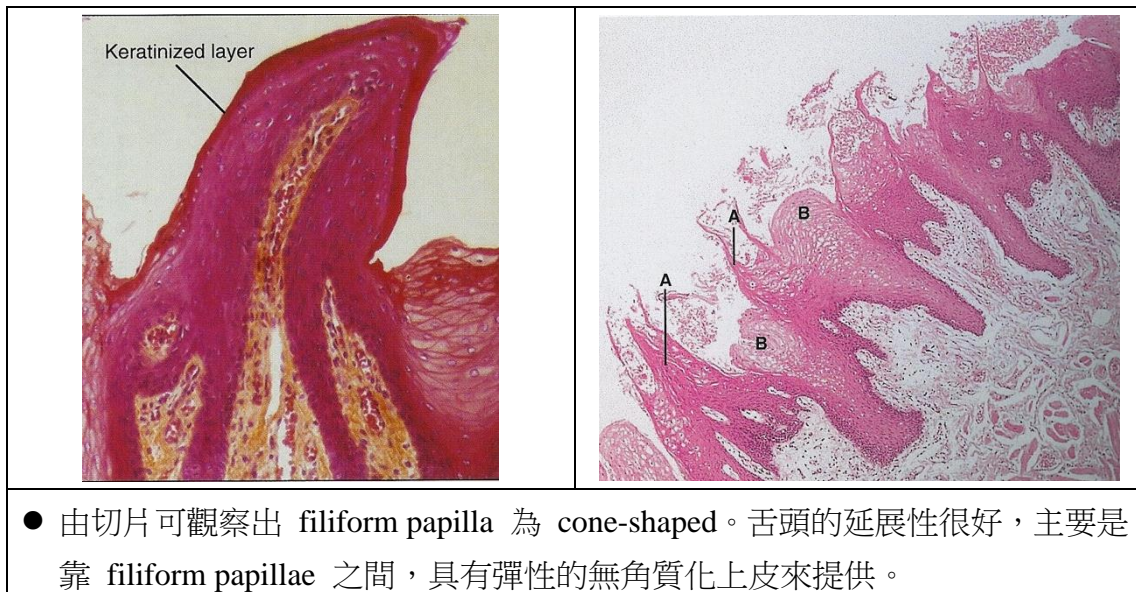 Keratinized layer
A
B
A
B
● 由切片可觀察出 filiform papilla 為 cone-shaped。舌頭的延展性很好，主要是
靠 filiform papillae 之間，具有彈性的無角質化上皮來提供。